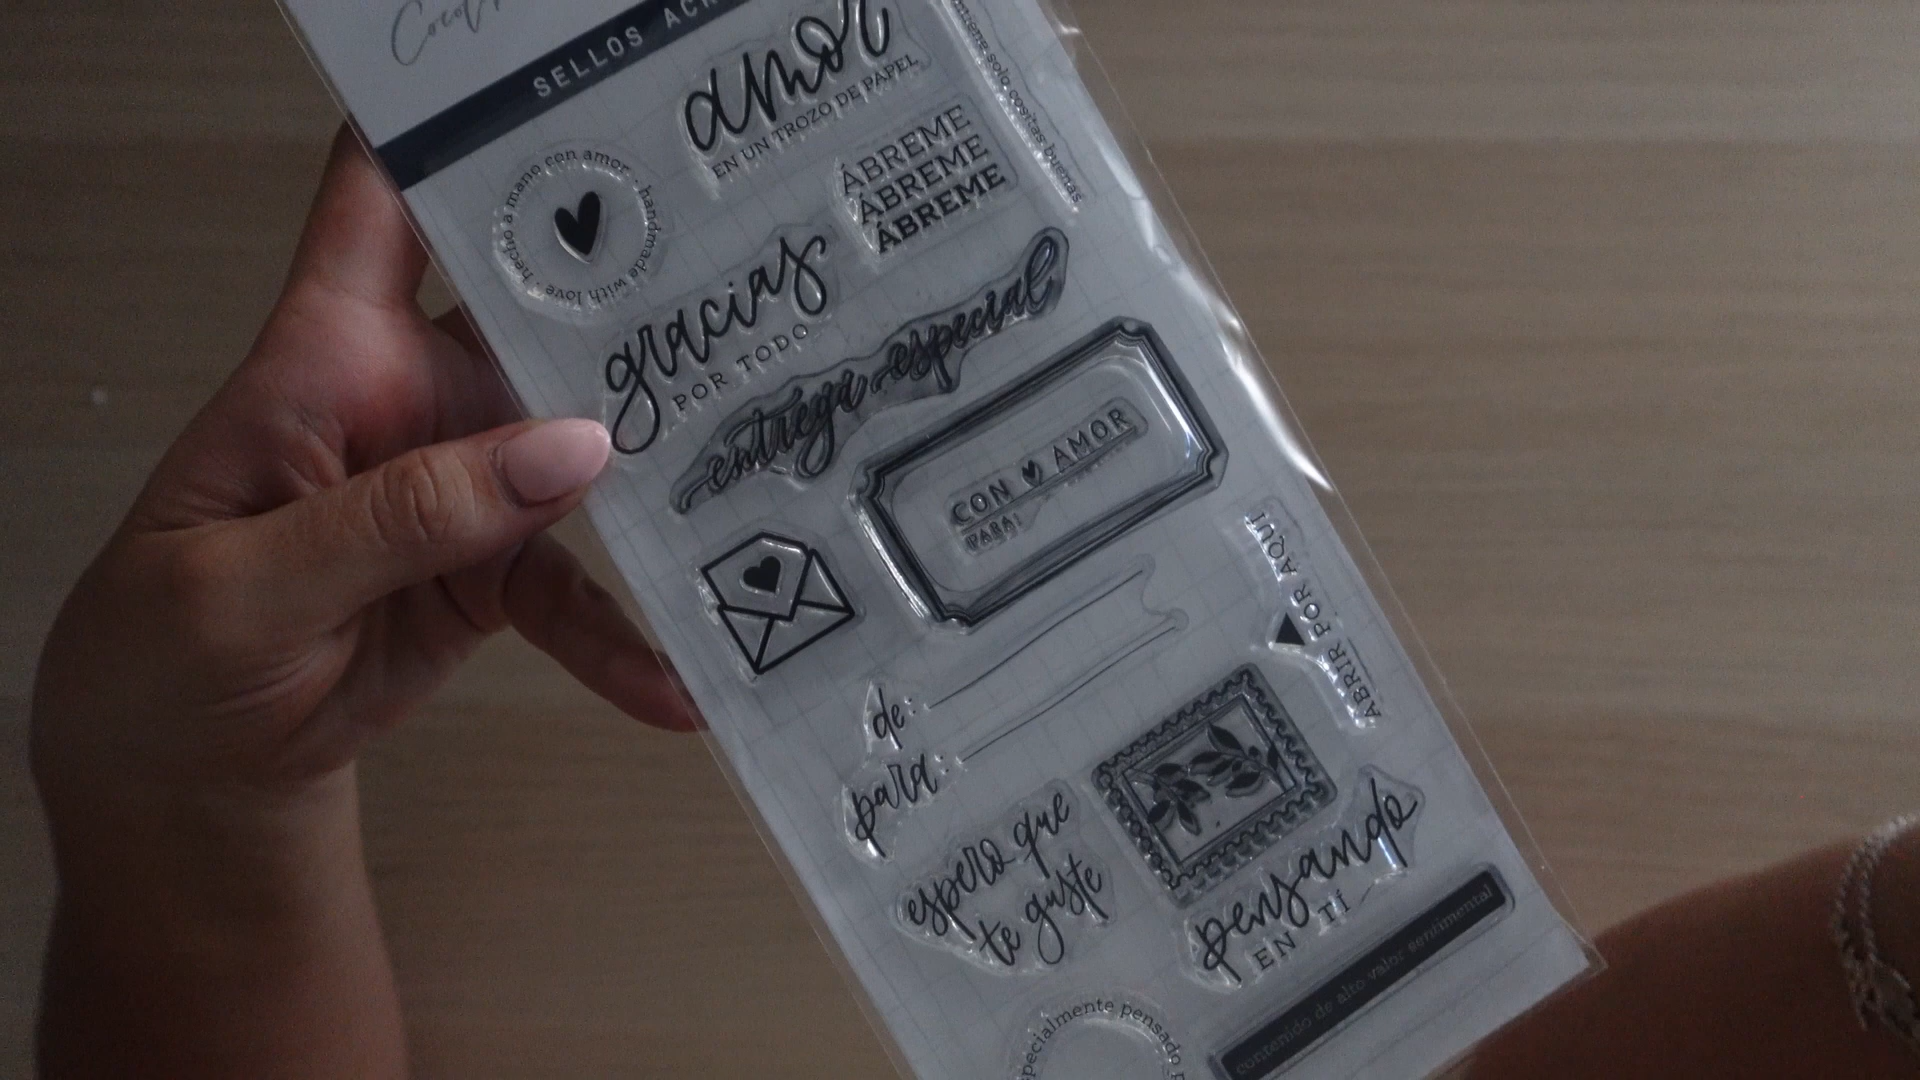 SELLOS
amor
EN UN TROZO DE PAPEL
solo cositas buenas
ÁBREME
ÁBREME
ÁBREME
hecho a mano con amor · handmade with love ·
gracias
POR TODO
entrega especial
CON AMOR
PARA:
ABRIR POR AQUÍ
de:
para:
espero que
te guste
pensando
EN TÍ
contenido de alto valor sentimental
pensado